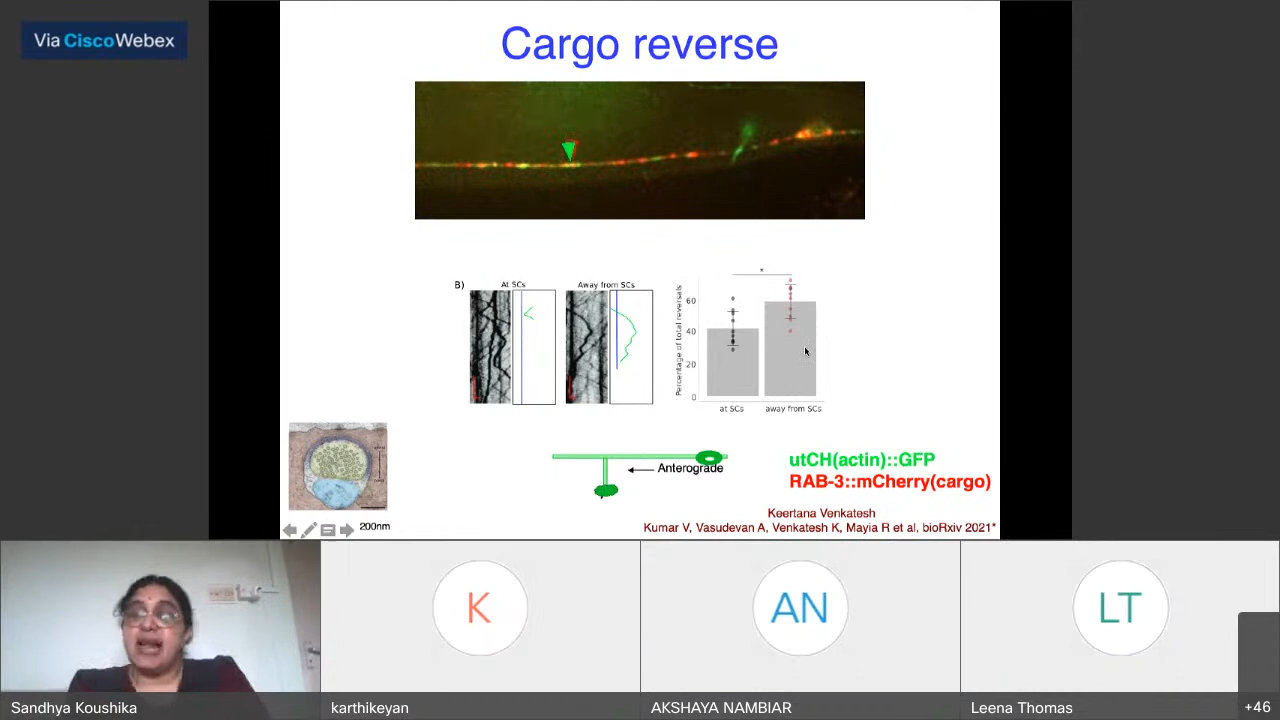 Via Cisco Webex
Cargo reverse
B)
At SCs
Away from SCs
*
Percentage of total reversals
60
40
20
0
at SCs
away from SCs
Anterograde
utCH(actin)::GFP
RAB-3::mCherry(cargo)
200nm
Keertana Venkatesh
Kumar V, Vasudevan A, Venkatesh K, Mayia R et al, bioRxiv 2021*
K
AN
LT
Sandhya Koushika
karthikeyan
AKSHAYA NAMBIAR
Leena Thomas
+46